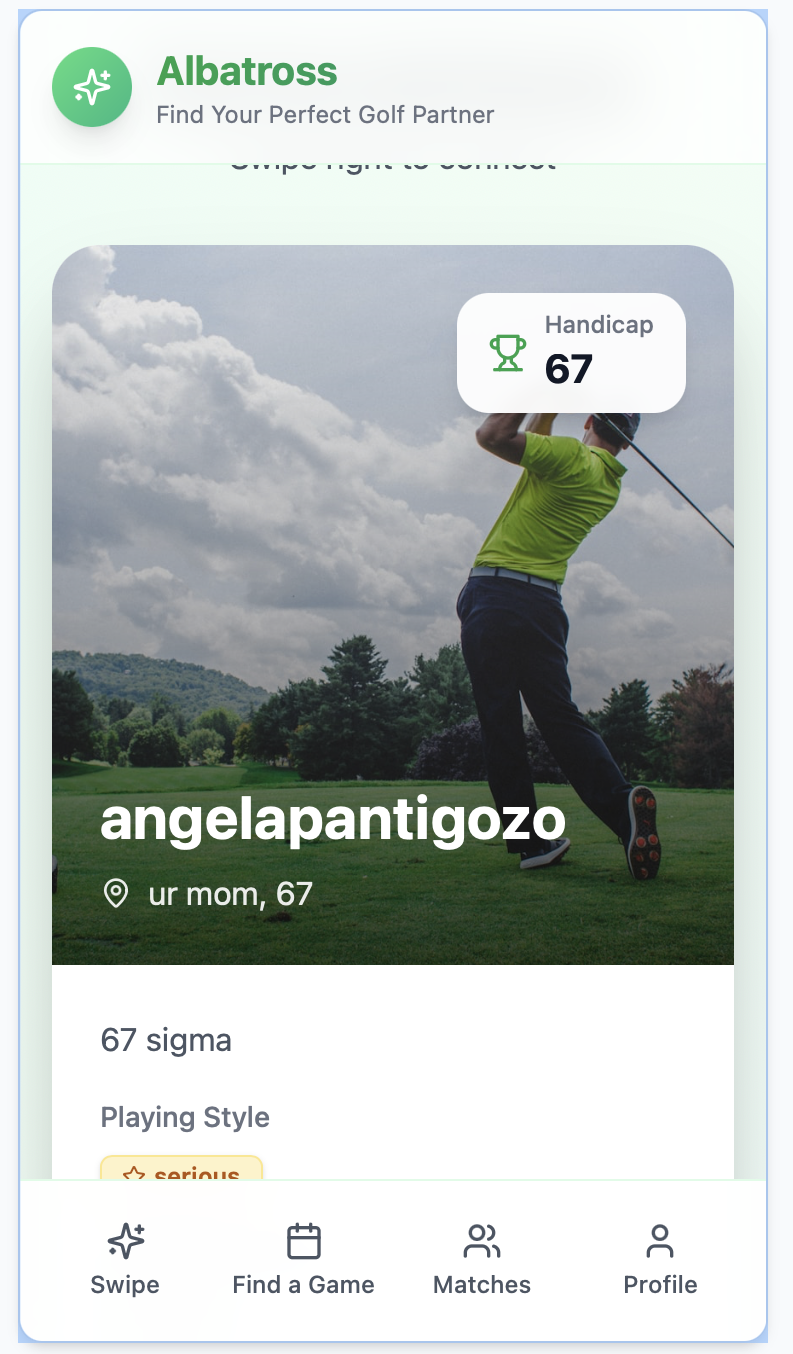 Albatross
Find Your Perfect Golf Partner
Swipe right to connect
Handicap
67
angelapantigozo
ur mom, 67
67 sigma
Playing Style
serious
Swipe
Find a Game
Matches
Profile